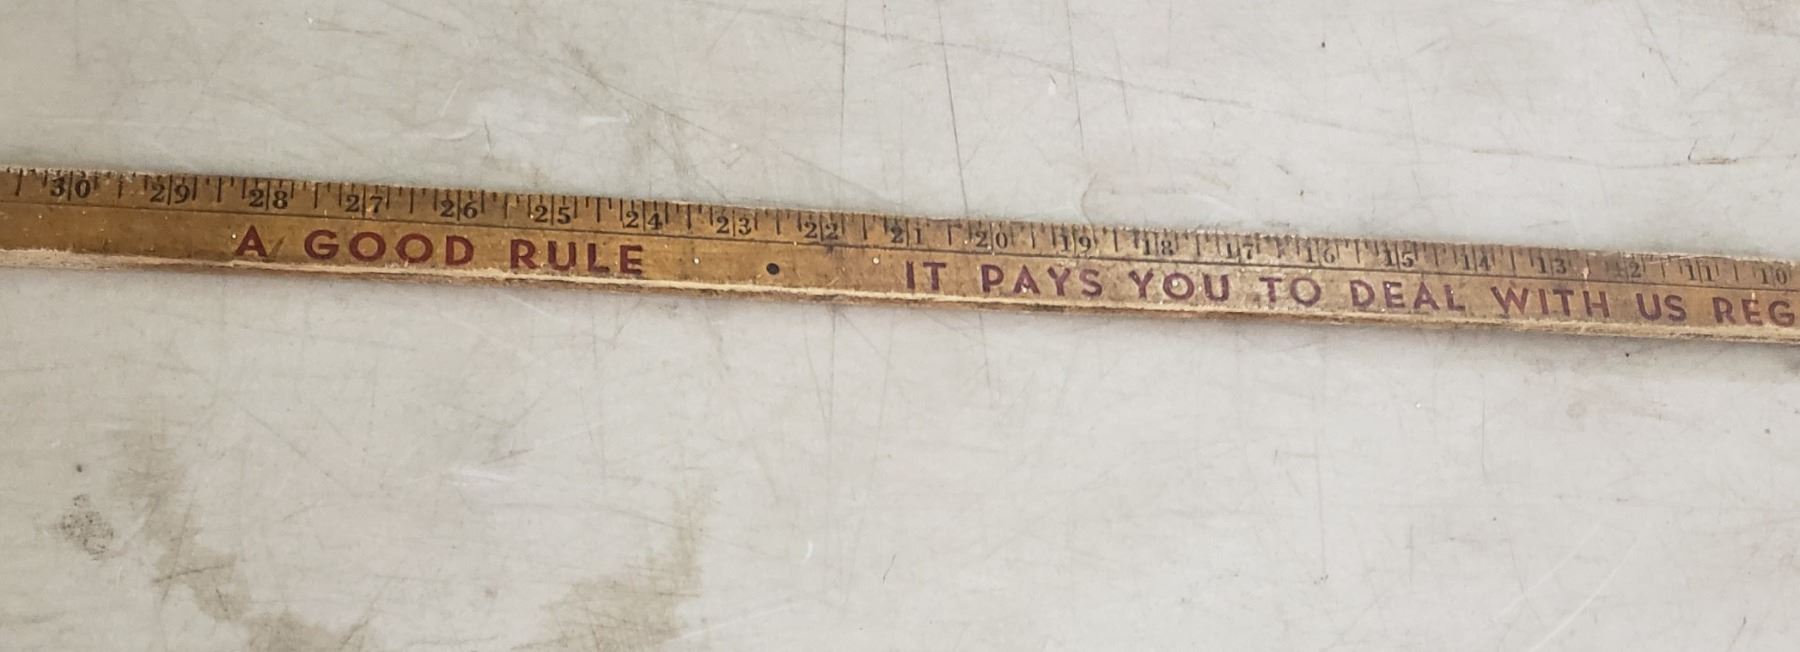 30 29 28 27 26 25 24 23 22 21 20 19 18 17 16 15 14 13 12 11 10
A GOOD RULE • IT PAYS YOU TO DEAL WITH US REG